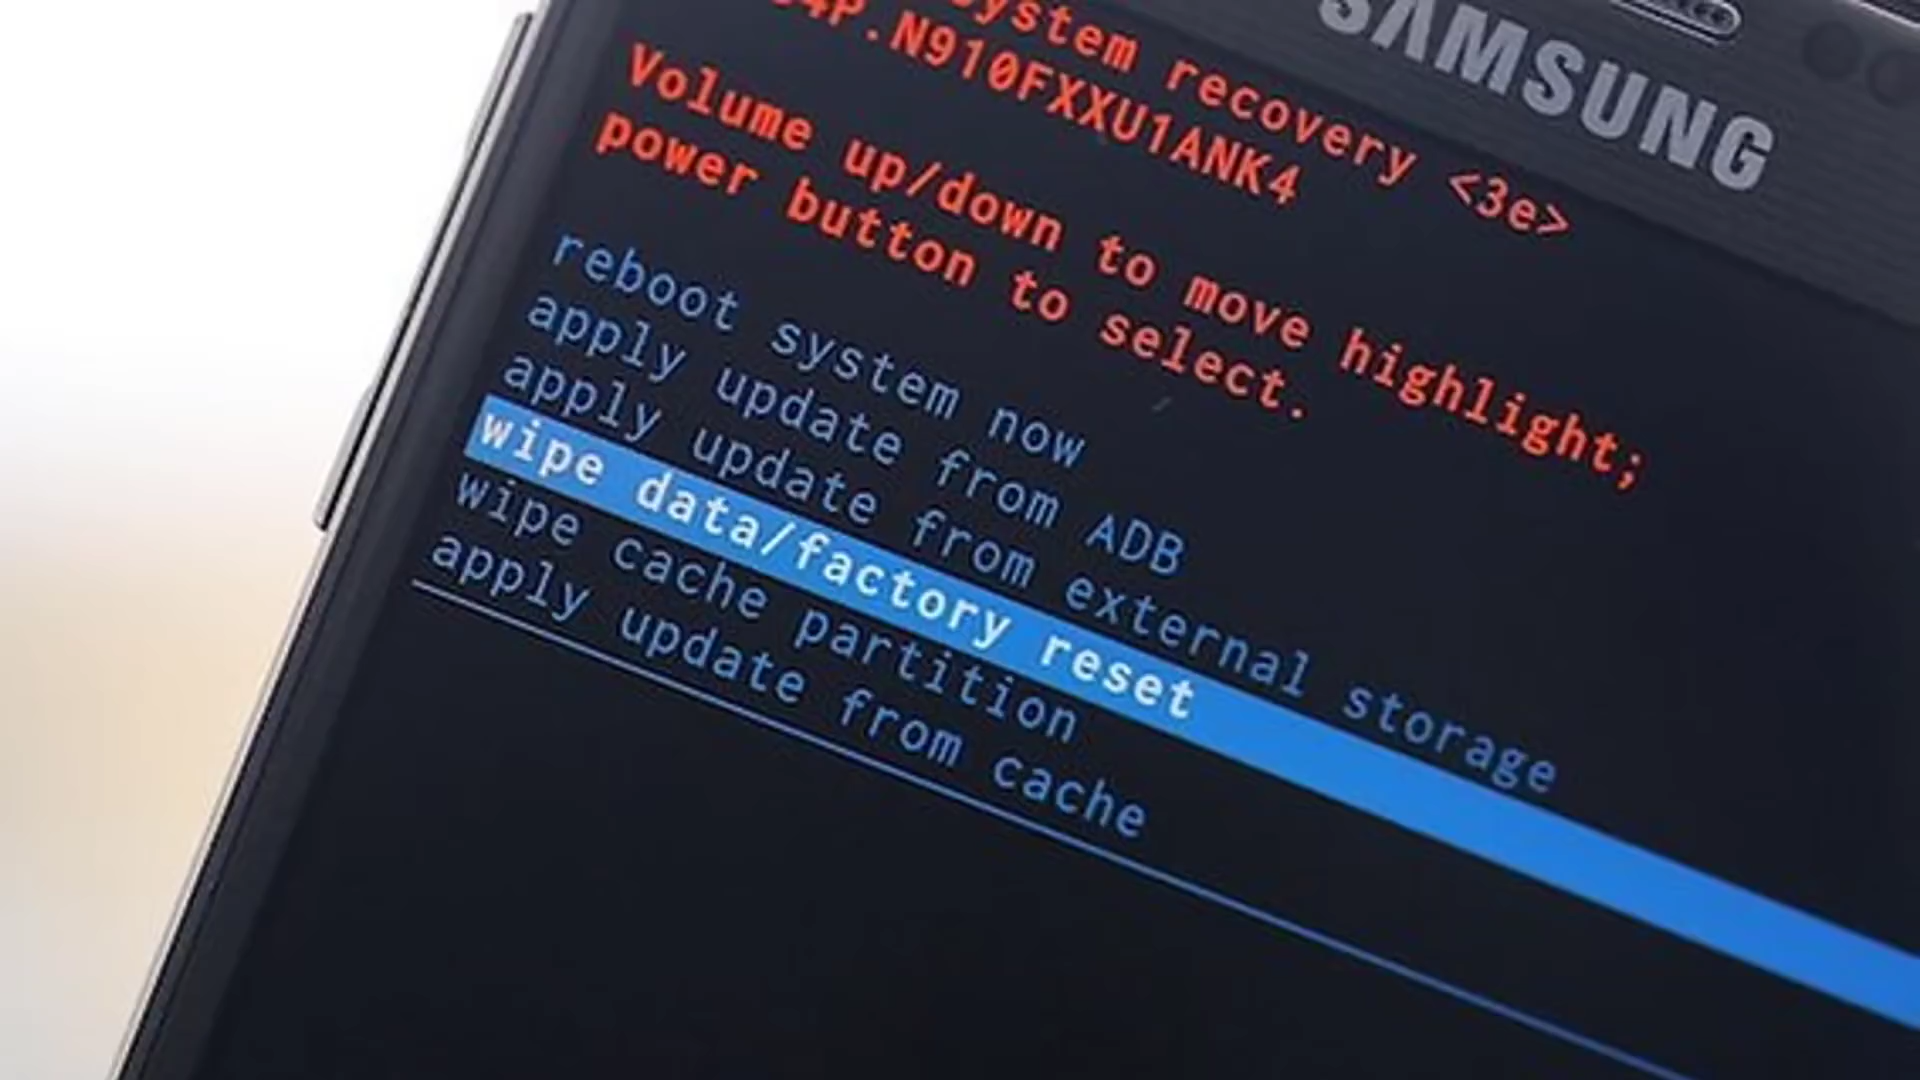 SAMSUNG
system recovery <3e>
.N910FXXU1ANK4
Volume up/down to move highlight;
power button to select.
reboot system now
apply update from ADB
apply update from external storage
wipe data/factory reset
wipe cache partition
apply update from cache